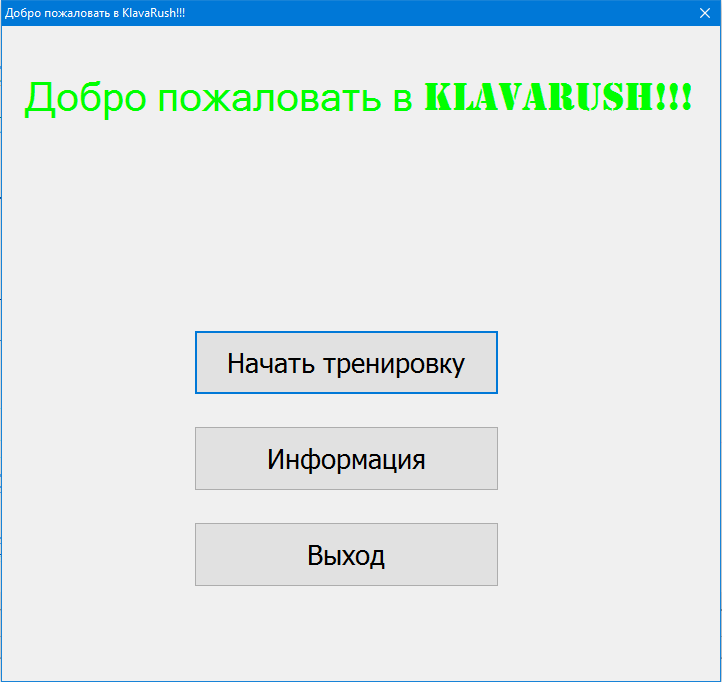 Добро пожаловать в KlavaRush!!!
Добро пожаловать в KLAVARUSH!!!
Начать тренировку
Информация
Выход